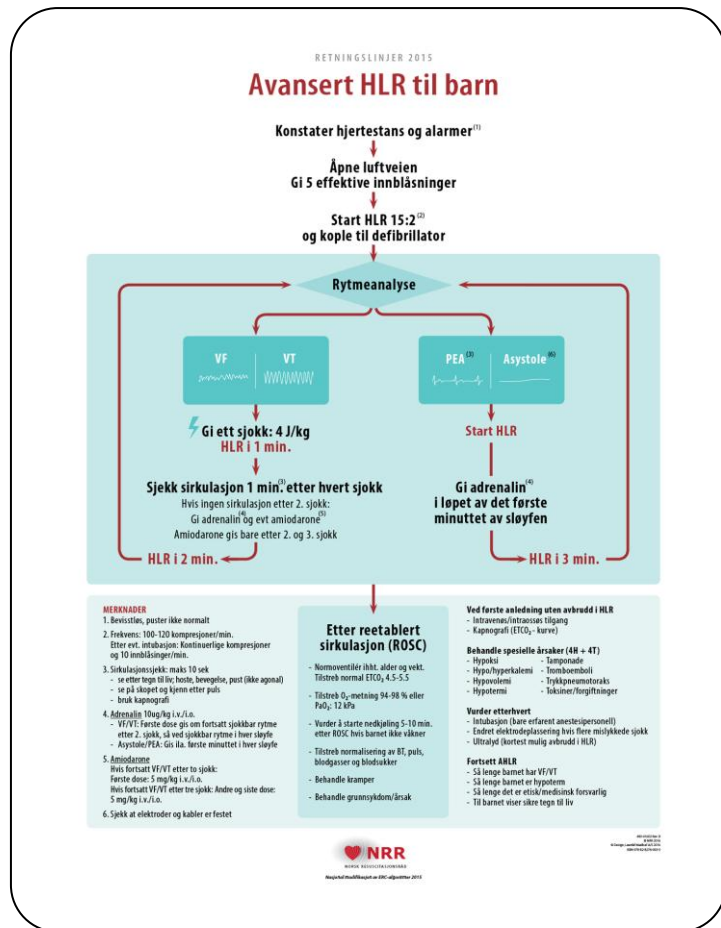 RETNINGSLINJER 2015
Avansert HLR til barn
Konstater hjertestans og alarmer(1)
Åpne luftveien
Gi 5 effektive innblåsninger
Start HLR 15:2(2)
og kople til defibrillator
Rytmeanalyse
VF VT
PEA(3) Asystole(6)
Gi ett sjokk: 4 J/kg
HLR i 1 min.
Sjekk sirkulasjon 1 min.(3) etter hvert sjokk
Hvis ingen sirkulasjon etter 2. sjokk:
Gi adrenalin(4) og evt amiodarone(5)
Amiodarone gis bare etter 2. og 3. sjokk
HLR i 2 min.
Start HLR
Gi adrenalin(4)
i løpet av det første
minuttet av sløyfen
HLR i 3 min.
MERKNADER
1. Bevisstløs, puster ikke normalt
2. Frekvens: 100-120 kompresjoner/min.
Etter evt. intubasjon: Kontinuerlige kompresjoner
og 10 innblåsinger/min.
3. Sirkulasjonssjekk: maks 10 sek
- se etter tegn til liv; hoste, bevegelse, pust (ikke agonal)
- se på skopet og kjenn etter puls
- bruk kapnografi
4. Adrenalin 10ug/kg i.v./i.o.
- VF/VT: Første dose gis om fortsatt sjokkbar rytme
etter 2. sjokk, så ved sjokkbar rytme i hver sløyfe
- Asystole/PEA: Gis ila. første minuttet i hver sløyfe
5. Amiodarone
Hvis fortsatt VF/VT etter to sjokk:
Første dose: 5 mg/kg i.v./i.o.
Hvis fortsatt VF/VT etter tre sjokk: Andre og siste dose:
5 mg/kg i.v./i.o.
6. Sjekk at elektroder og kabler er festet
Etter reetablert
sirkulasjon (ROSC)
- Normoventilér ihht. alder og vekt.
Tilstreb normal ETCO2 4.5-5.5
- Tilstreb O2-metning 94-98 % eller
PaO2: 12 kPa
- Vurder å starte nedkjøling 5-10 min.
etter ROSC hvis barnet ikke våkner
- Tilstreb normalisering av BT, puls,
blodgasser og blodsukker
- Behandle kramper
- Behandle grunnsykdom/årsak
Ved første anledning uten avbrudd i HLR
- Intravenøs/intraossøs tilgang
- Kapnografi (ETCO2 - kurve)
Behandle spesielle årsaker (4H + 4T)
- Hypoksi - Tamponade
- Hypo/hyperkalemi - Tromboemboli
- Hypovolemi - Trykkpneumotoraks
- Hypotermi - Toksiner/forgiftninger
Vurder etterhvert
- Intubasjon (bare erfarent anestesipersonell)
- Endret elektrodeplassering hvis flere mislykkede sjokk
- Ultralyd (kortest mulig avbrudd i HLR)
Fortsett AHLR
- Så lenge barnet har VF/VT
- Så lenge barnet er hypoterm
- Så lenge det er etisk/medisinsk forsvarlig
- Til barnet viser sikre tegn til liv
NRR
NORSK RESUSCITASJONSRÅD
Nasjonal modifikasjon av ERC-algoritmer 2015